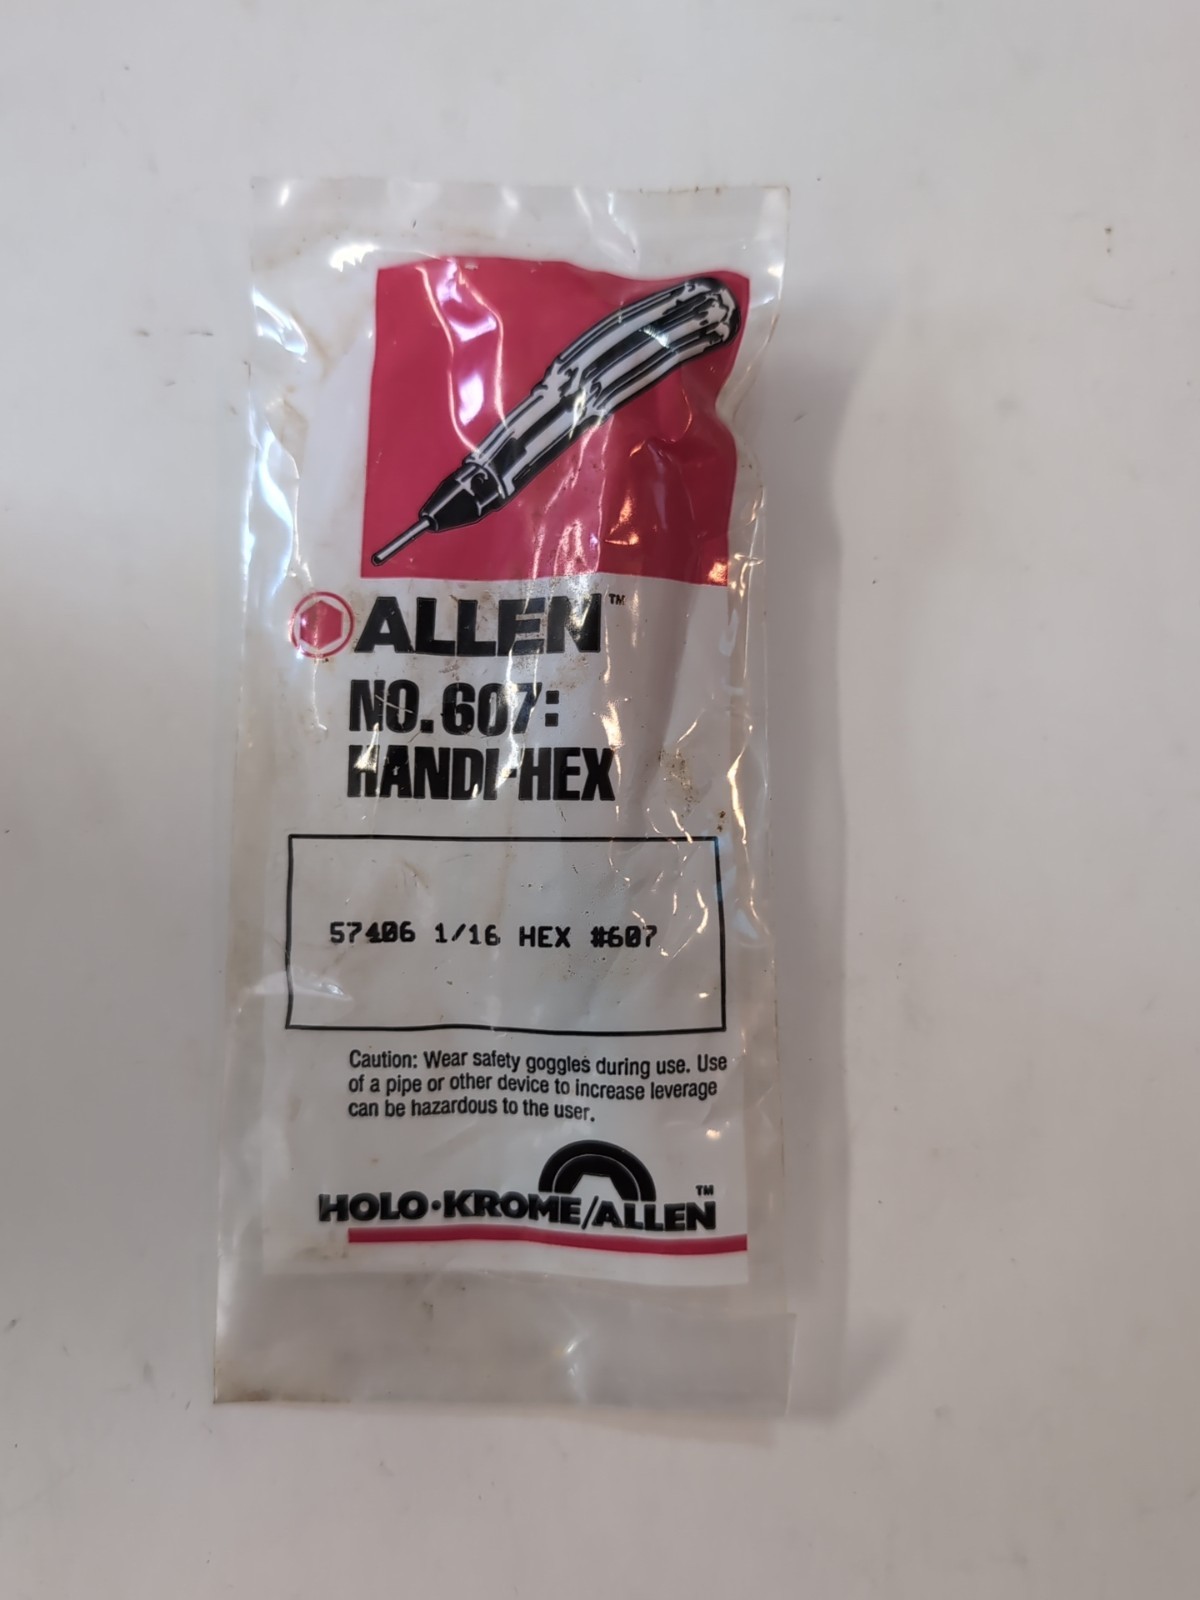 ALLEN™
NO. 607:
HANDI-HEX
57406 1/16 HEX #607
Caution: Wear safety goggles during use. Use
of a pipe or other device to increase leverage
can be hazardous to the user.
HOLO•KROME/ALLEN™